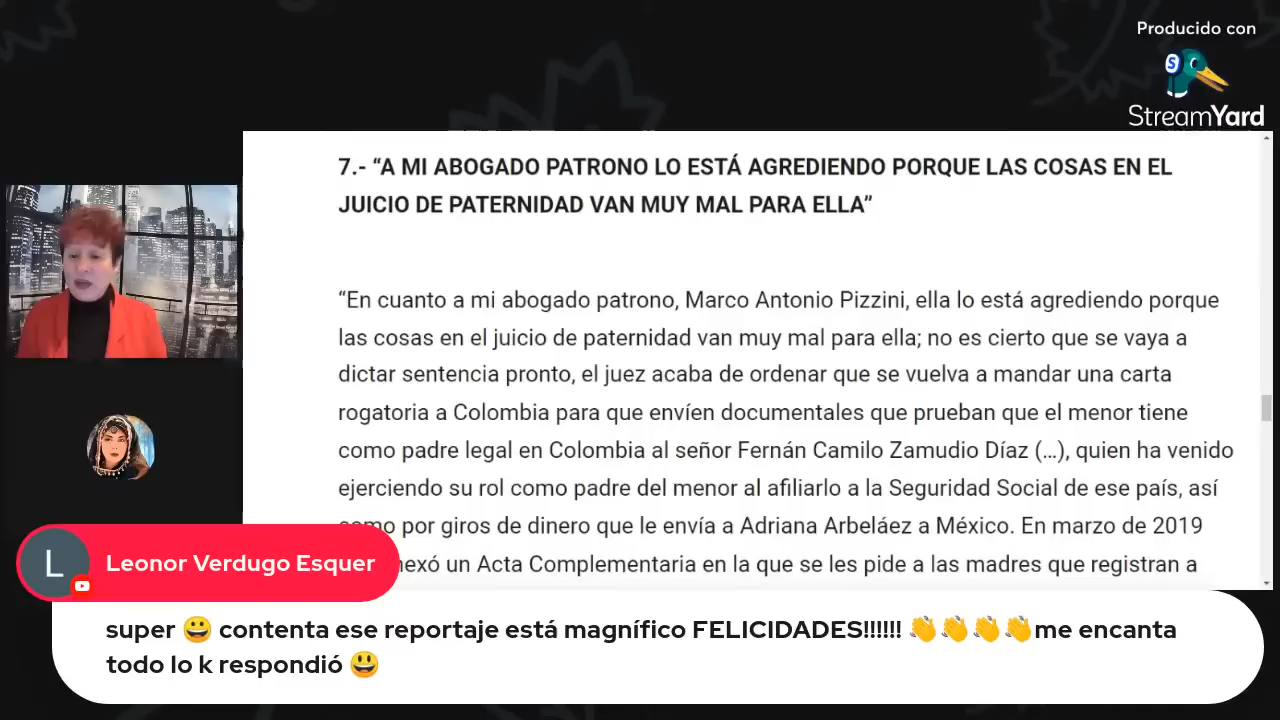 Producido con
S
StreamYard
7.- “A MI ABOGADO PATRONO LO ESTÁ AGREDIENDO PORQUE LAS COSAS EN EL
JUICIO DE PATERNIDAD VAN MUY MAL PARA ELLA”
“En cuanto a mi abogado patrono, Marco Antonio Pizzini, ella lo está agrediendo porque
las cosas en el juicio de paternidad van muy mal para ella; no es cierto que se vaya a
dictar sentencia pronto, el juez acaba de ordenar que se vuelva a mandar una carta
rogatoria a Colombia para que envíen documentales que prueban que el menor tiene
como padre legal en Colombia al señor Fernán Camilo Zamudio Díaz (...), quien ha venido
ejerciendo su rol como padre del menor al afiliarlo a la Seguridad Social de ese país, así
como por giros de dinero que le envía a Adriana Arbeláez a México. En marzo de 2019
un Acta Complementaria en la que se les pide a las madres que registran a
L
Leonor Verdugo Esquer
super 😀 contenta ese reportaje está magnífico FELICIDADES!!!!!! 👏👏👏👏me encanta
todo lo k respondió 😃